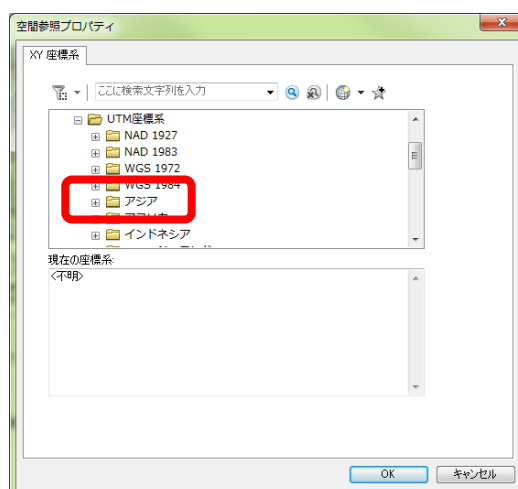 空間参照プロパティ
XY 座標系
ここに検索文字列を入力
UTM座標系
NAD 1927
NAD 1983
WGS 1972
WGS 1984
アジア
インドネシア
現在の座標系:
<不明>
OK
キャンセル